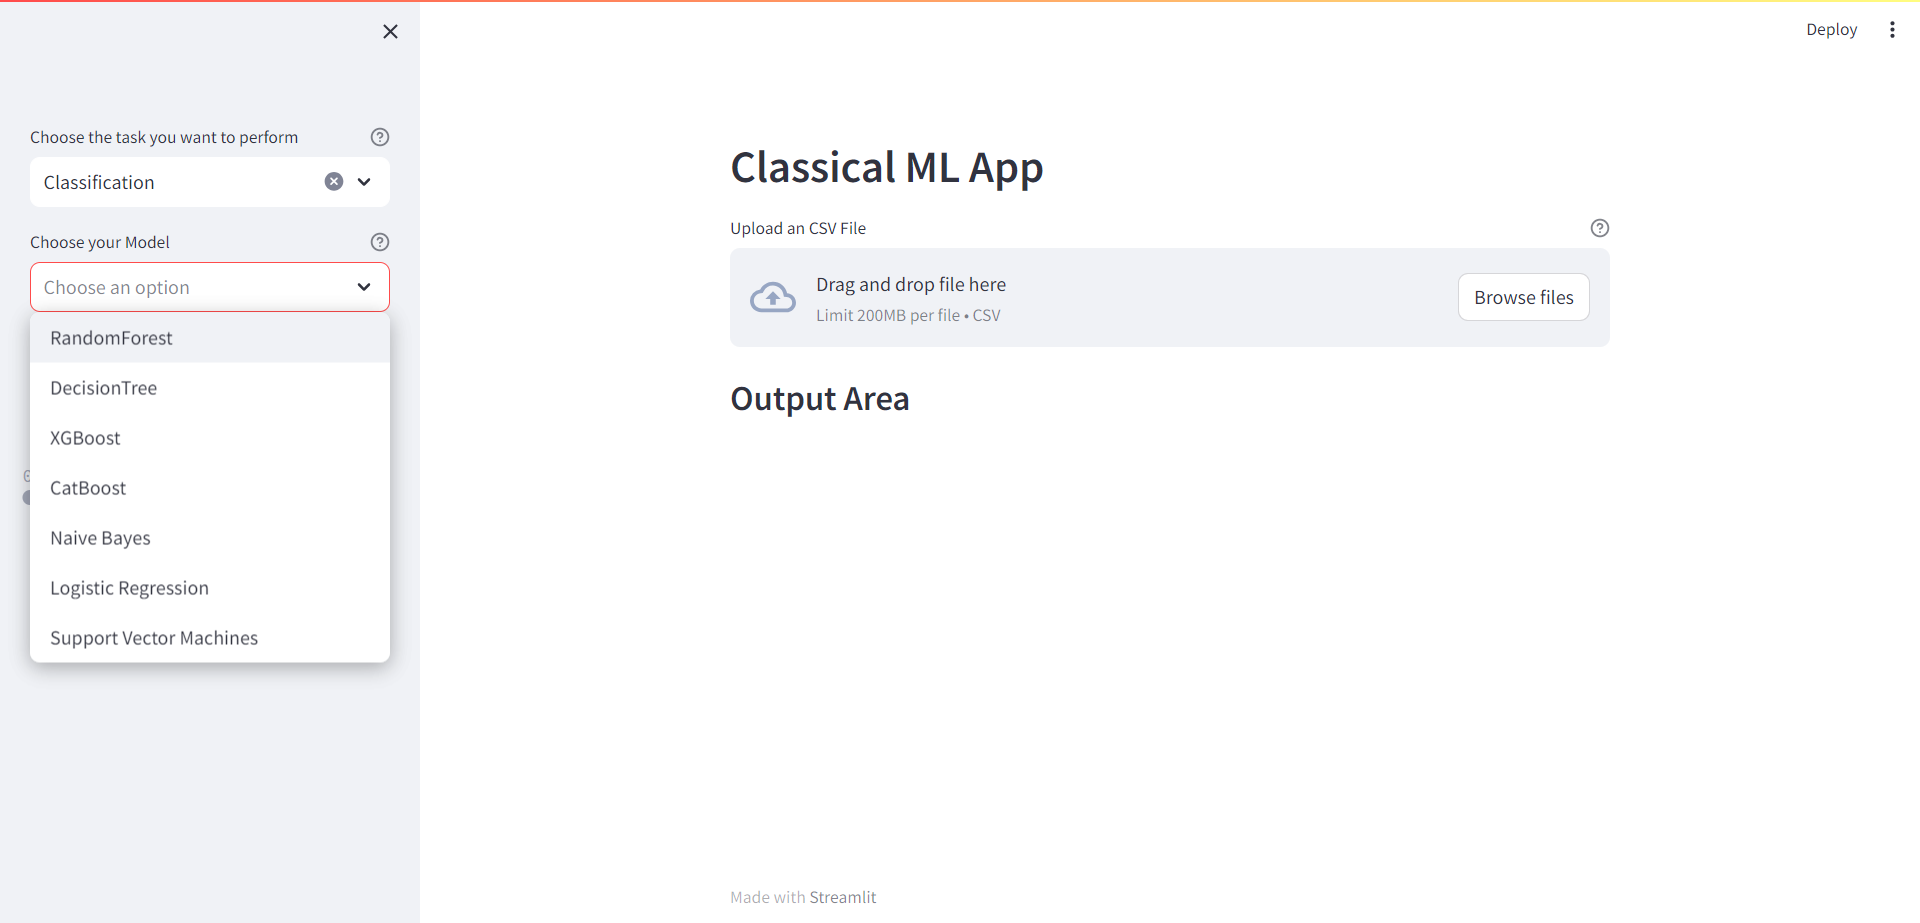 Deploy
Choose the task you want to perform
Classification
Choose your Model
Choose an option
RandomForest
DecisionTree
XGBoost
CatBoost
Naive Bayes
Logistic Regression
Support Vector Machines
Classical ML App
Upload an CSV File
Drag and drop file here
Limit 200MB per file • CSV
Browse files
Output Area
Made with Streamlit